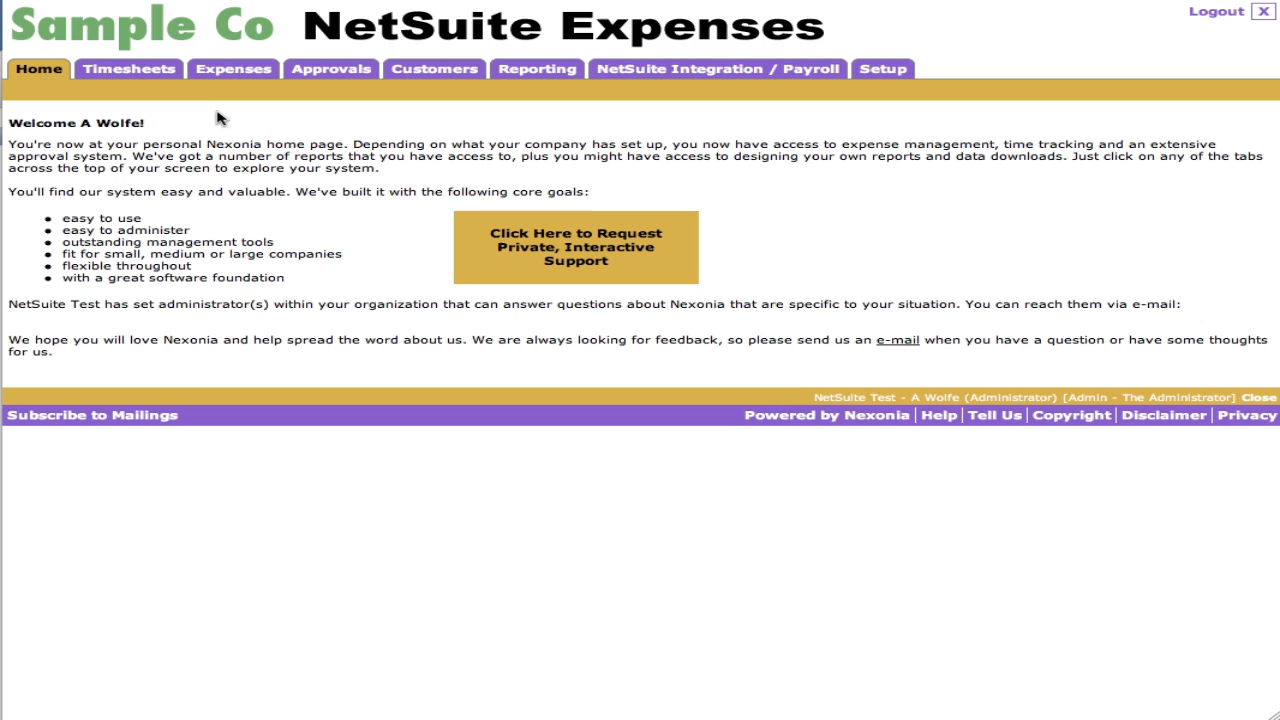 Sample Co NetSuite Expenses
Logout X
Home Timesheets Expenses Approvals Customers Reporting NetSuite Integration / Payroll Setup
Welcome A Wolfe!
You're now at your personal Nexonia home page. Depending on what your company has set up, you now have access to expense management, time tracking and an extensive
approval system. We've got a number of reports that you have access to, plus you might have access to designing your own reports and data downloads. Just click on any of the tabs
across the top of your screen to explore your system.
You'll find our system easy and valuable. We've built it with the following core goals:
• easy to use
• easy to administer
• outstanding management tools
• fit for small, medium or large companies
• flexible throughout
• with a great software foundation
Click Here to Request
Private, Interactive
Support
NetSuite Test has set administrator(s) within your organization that can answer questions about Nexonia that are specific to your situation. You can reach them via e-mail:
We hope you will love Nexonia and help spread the word about us. We are always looking for feedback, so please send us an e-mail when you have a question or have some thoughts
for us.
NetSuite Test - A Wolfe (Administrator) [Admin - The Administrator] Close
Subscribe to Mailings
Powered by Nexonia | Help | Tell Us | Copyright | Disclaimer | Privacy